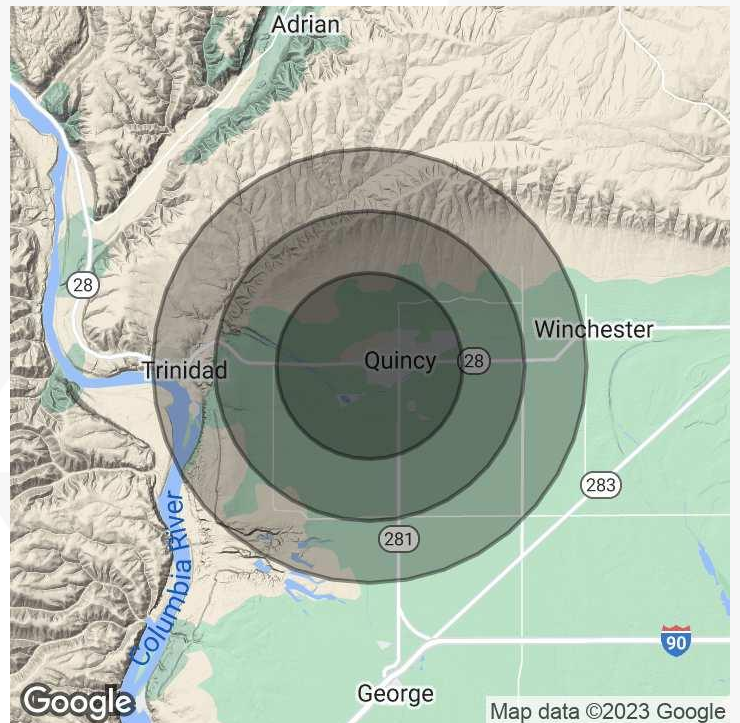 Adrian
28
Winchester
Trinidad
Quincy
28
283
281
Columbia River
90
George
Google
Map data ©2023 Google